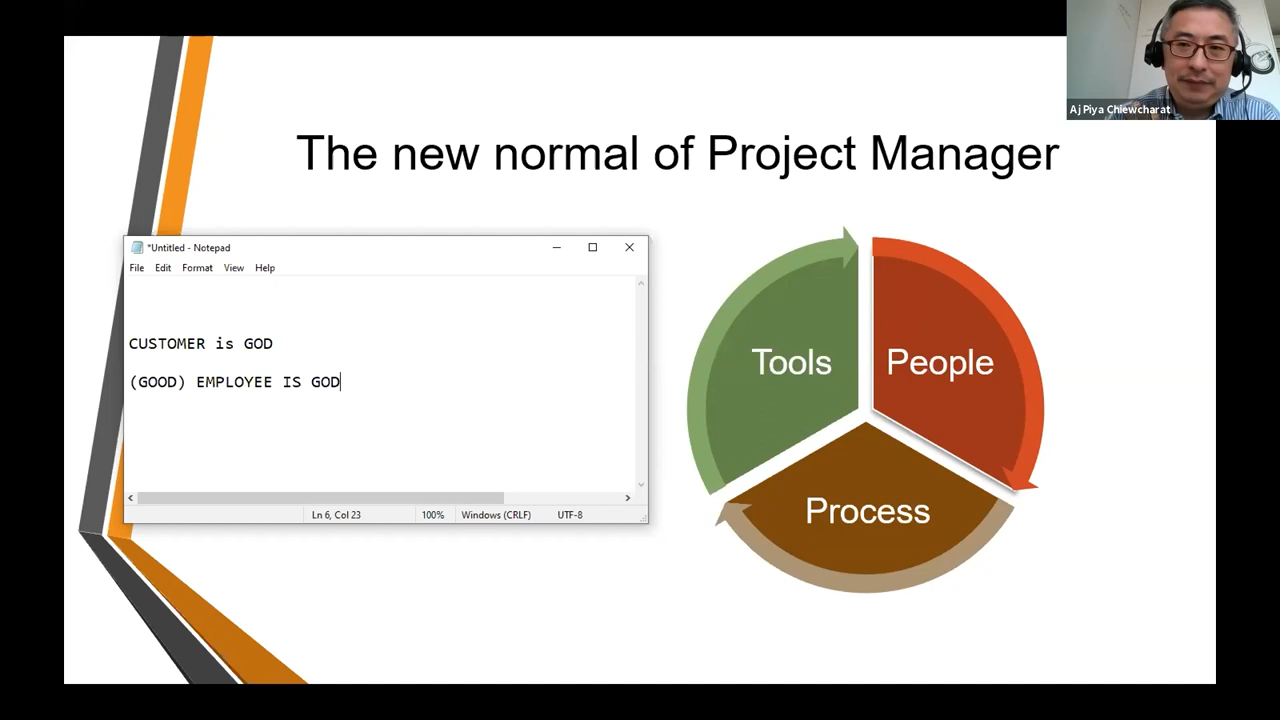 Aj Piya Chiewcharat
The new normal of Project Manager
*Untitled - Notepad
File Edit Format View Help
CUSTOMER is GOD
(GOOD) EMPLOYEE IS GOD
Ln 6, Col 23 100% Windows (CRLF) UTF-8
Tools
People
Process